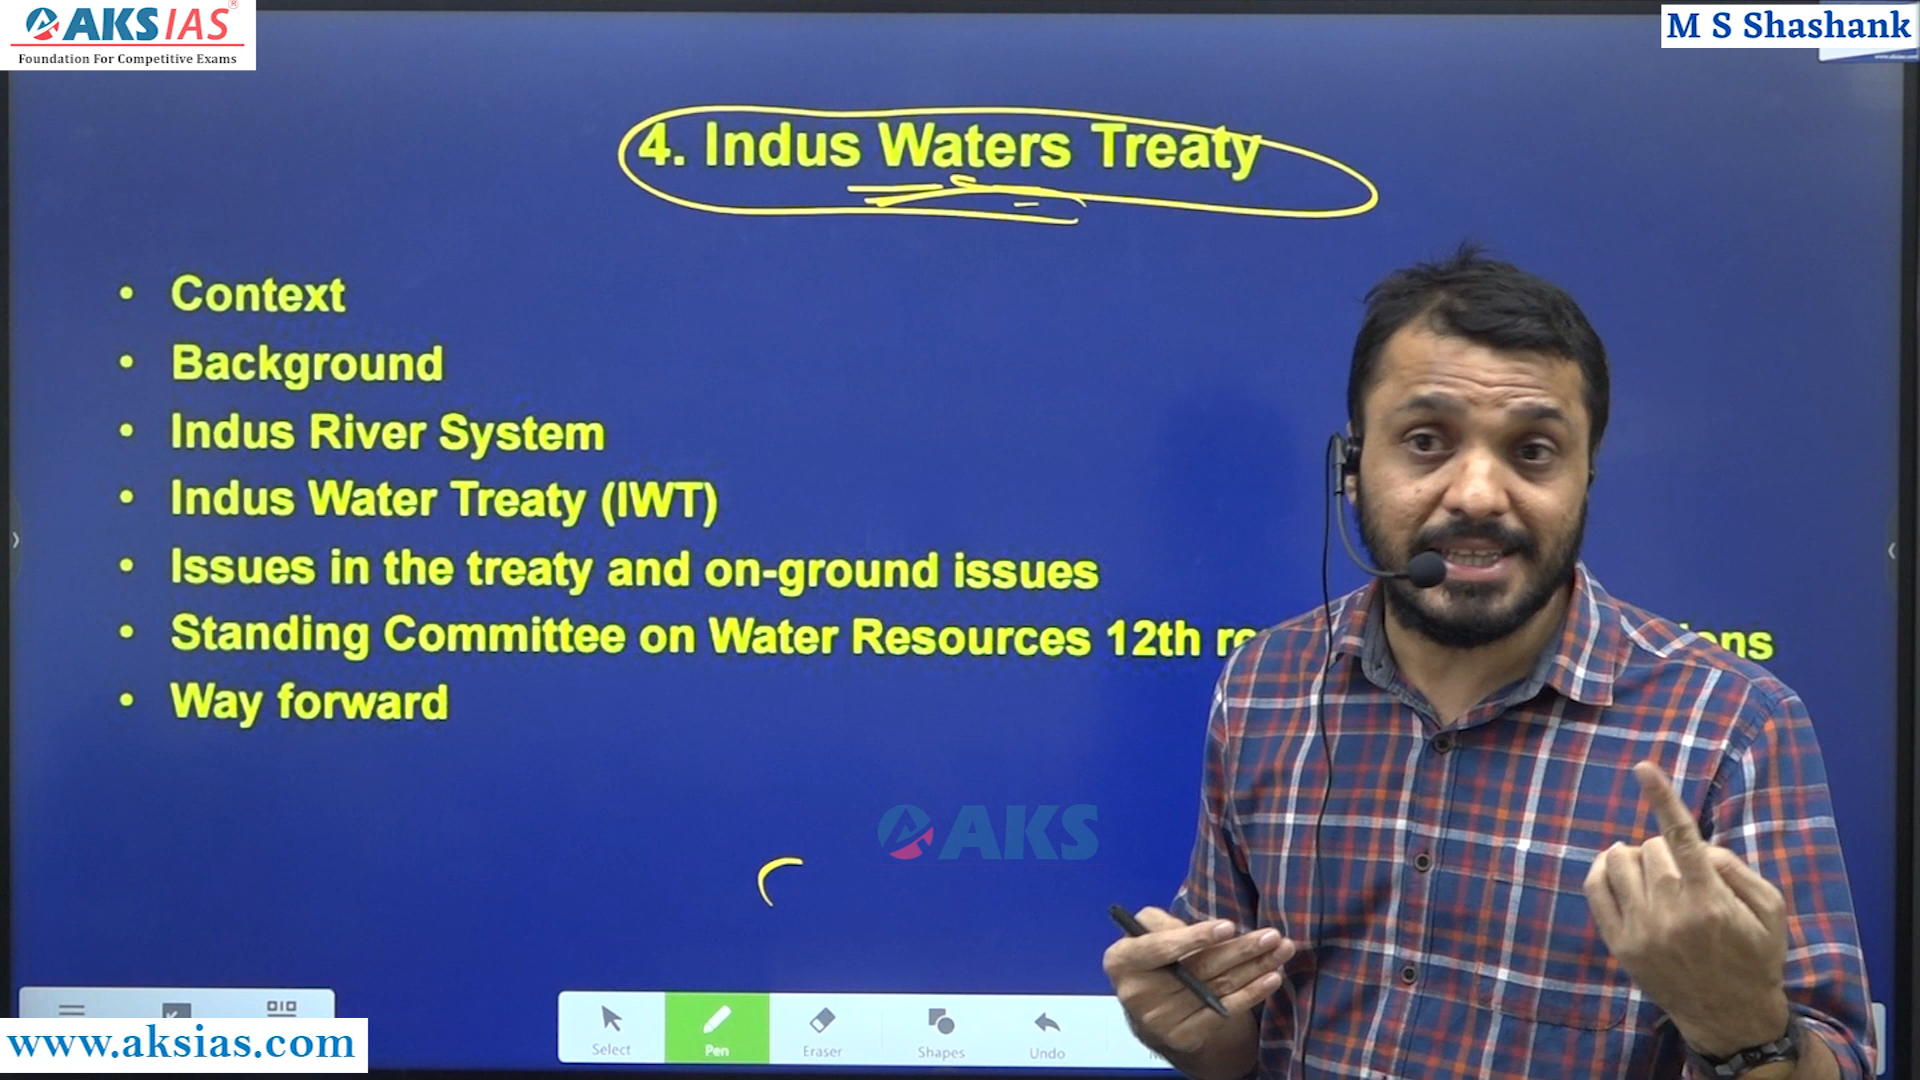 AKS IAS®
Foundation For Competitive Exams
M S Shashank
4. Indus Waters Treaty
• Context
• Background
• Indus River System
• Indus Water Treaty (IWT)
• Issues in the treaty and on-ground issues
• Standing Committee on Water Resources 12th
• Way forward
AKS
Select
Pen
Eraser
Shapes
Undo
www.aksias.com